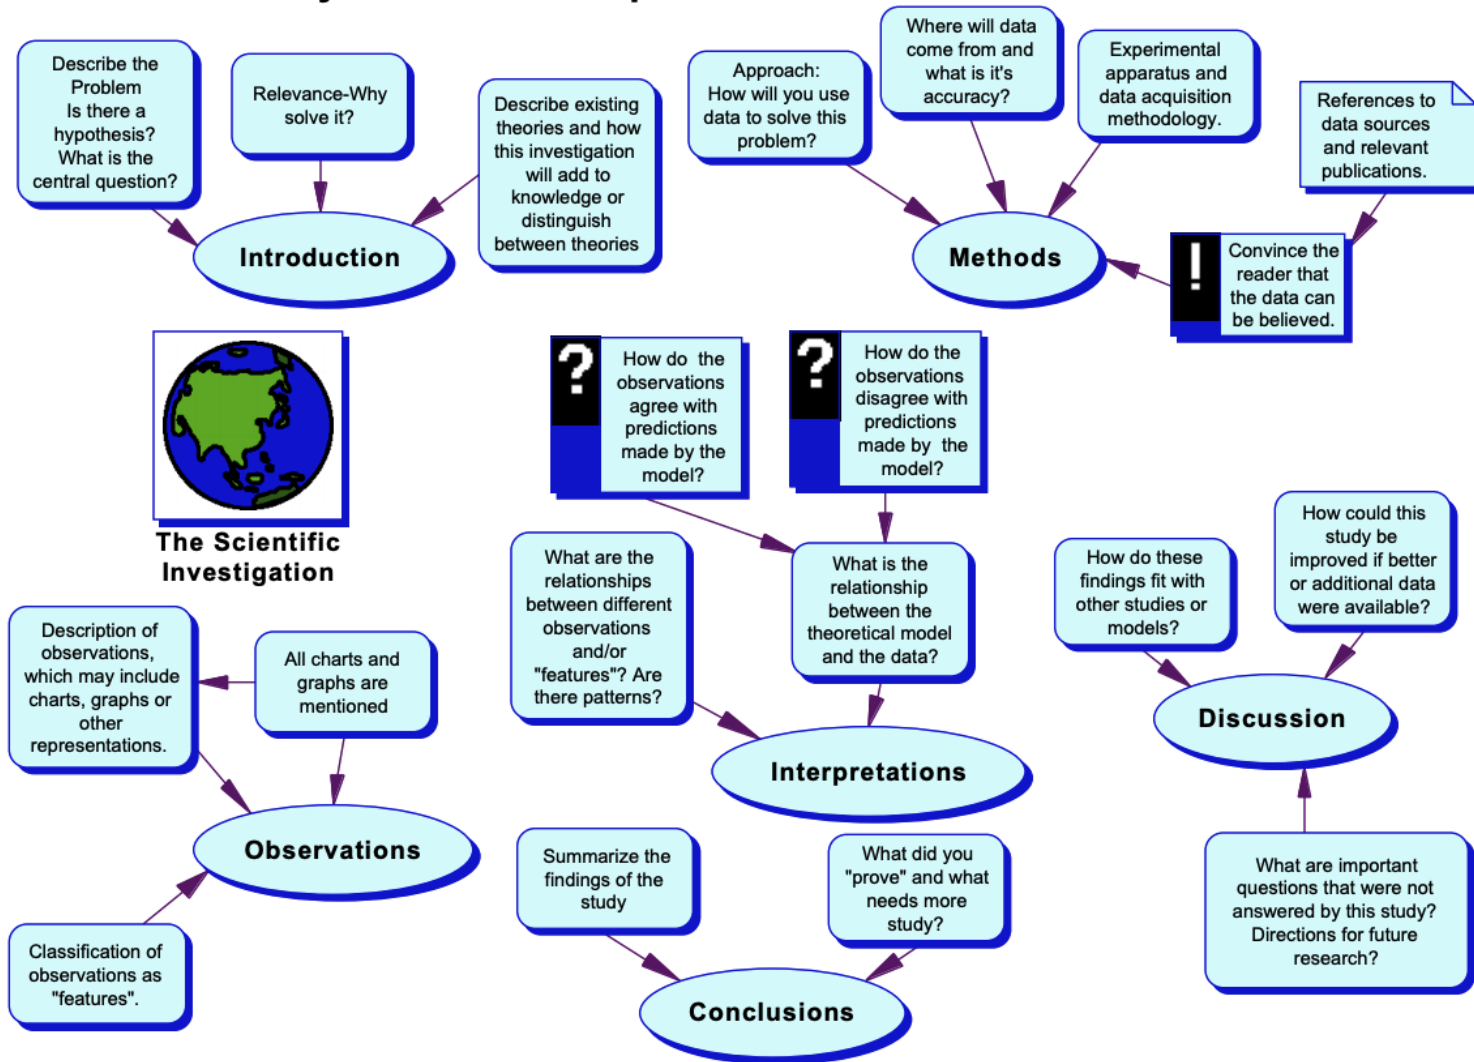 Describe the
Problem
Is there a
hypothesis?
What is the
central question?
Relevance-Why
solve it?
Describe existing
theories and how
this investigation
will add to
knowledge or
distinguish
between theories
Introduction
Approach:
How will you use
data to solve this
problem?
Where will data
come from and
what is it's
accuracy?
Experimental
apparatus and
data acquisition
methodology.
References to
data sources
and relevant
publications.
!
Convince the
reader that
the data can
be believed.
Methods
The Scientific
Investigation
?
How do the
observations
agree with
predictions
made by the
model?
?
How do the
observations
disagree with
predictions
made by the
model?
What are the
relationships
between different
observations
and/or
"features"? Are
there patterns?
What is the
relationship
between the
theoretical model
and the data?
Interpretations
How do these
findings fit with
other studies or
models?
How could this
study be
improved if better
or additional data
were available?
Discussion
What are important
questions that were not
answered by this study?
Directions for future
research?
Description of
observations,
which may include
charts, graphs or
other
representations.
All charts and
graphs are
mentioned
Observations
Classification of
observations as
"features".
Summarize the
findings of the
study
What did you
"prove" and what
needs more
study?
Conclusions